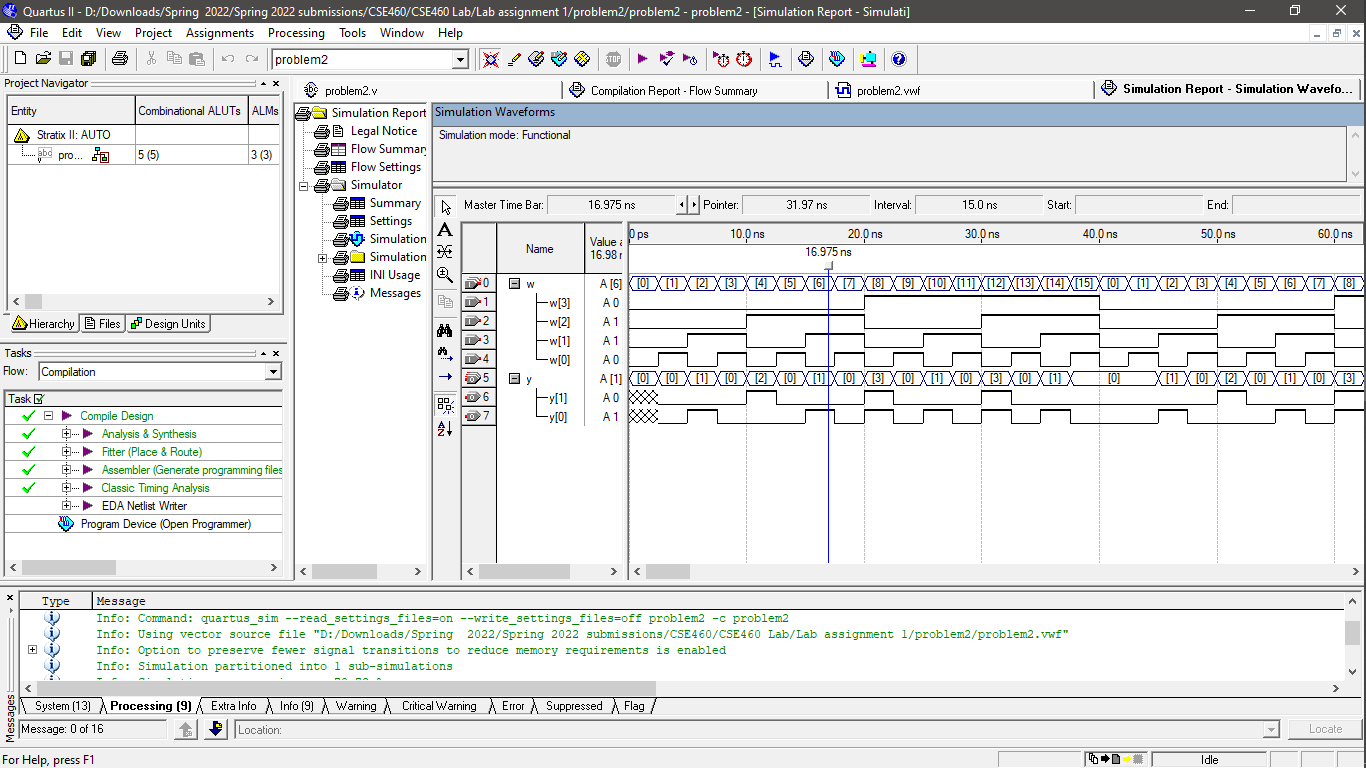 Quartus II - D:/Downloads/Spring 2022/Spring 2022 submissions/CSE460/CSE460 Lab/Lab assignment 1/problem2/problem2 - problem2 - [Simulation Report - Simulati]
File Edit View Project Assignments Processing Tools Window Help
problem2
Project Navigator
Entity Combinational ALUTs ALMs
Stratix II: AUTO
abc pro... 5 (5) 3 (3)
Hierarchy Files Design Units
Tasks
Flow: Compilation
Task
Compile Design
Analysis & Synthesis
Fitter (Place & Route)
Assembler (Generate programming files
Classic Timing Analysis
EDA Netlist Writer
Program Device (Open Programmer)
problem2.v Compilation Report - Flow Summary problem2.vwf Simulation Report - Simulation Wavefo...
Simulation Report
Legal Notice
Flow Summar
Flow Settings
Simulator
Summary
Settings
Simulation
Simulation
INI Usage
Messages
Simulation Waveforms
Simulation mode: Functional
Master Time Bar: 16.975 ns Pointer: 31.97 ns Interval: 15.0 ns Start: End:
Name Value a 16.98 n
0 ps 10.0 ns 20.0 ns 30.0 ns 40.0 ns 50.0 ns 60.0 ns
16.975 ns
0 w A [6] [0] [1] [2] [3] [4] [5] [6] [7] [8] [9] [10] [11] [12] [13] [14] [15] [0] [1] [2] [3] [4] [5] [6] [7] [8]
1 w[3] A 0
2 w[2] A 1
3 w[1] A 1
4 w[0] A 0
5 y A [1] [0] [0] [1] [0] [2] [0] [1] [0] [3] [0] [1] [0] [3] [0] [1] [0] [1] [0] [2] [0] [1] [0] [3]
6 y[1] A 0
7 y[0] A 1
Type Message
Info: Command: quartus_sim --read_settings_files=on --write_settings_files=off problem2 -c problem2
Info: Using vector source file "D:/Downloads/Spring 2022/Spring 2022 submissions/CSE460/CSE460 Lab/Lab assignment 1/problem2/problem2.vwf"
Info: Option to preserve fewer signal transitions to reduce memory requirements is enabled
Info: Simulation partitioned into 1 sub-simulations
System (13) Processing (9) Extra Info Info (9) Warning Critical Warning Error Suppressed Flag
Messages
Message: 0 of 16 Location: Locate
For Help, press F1 Idle